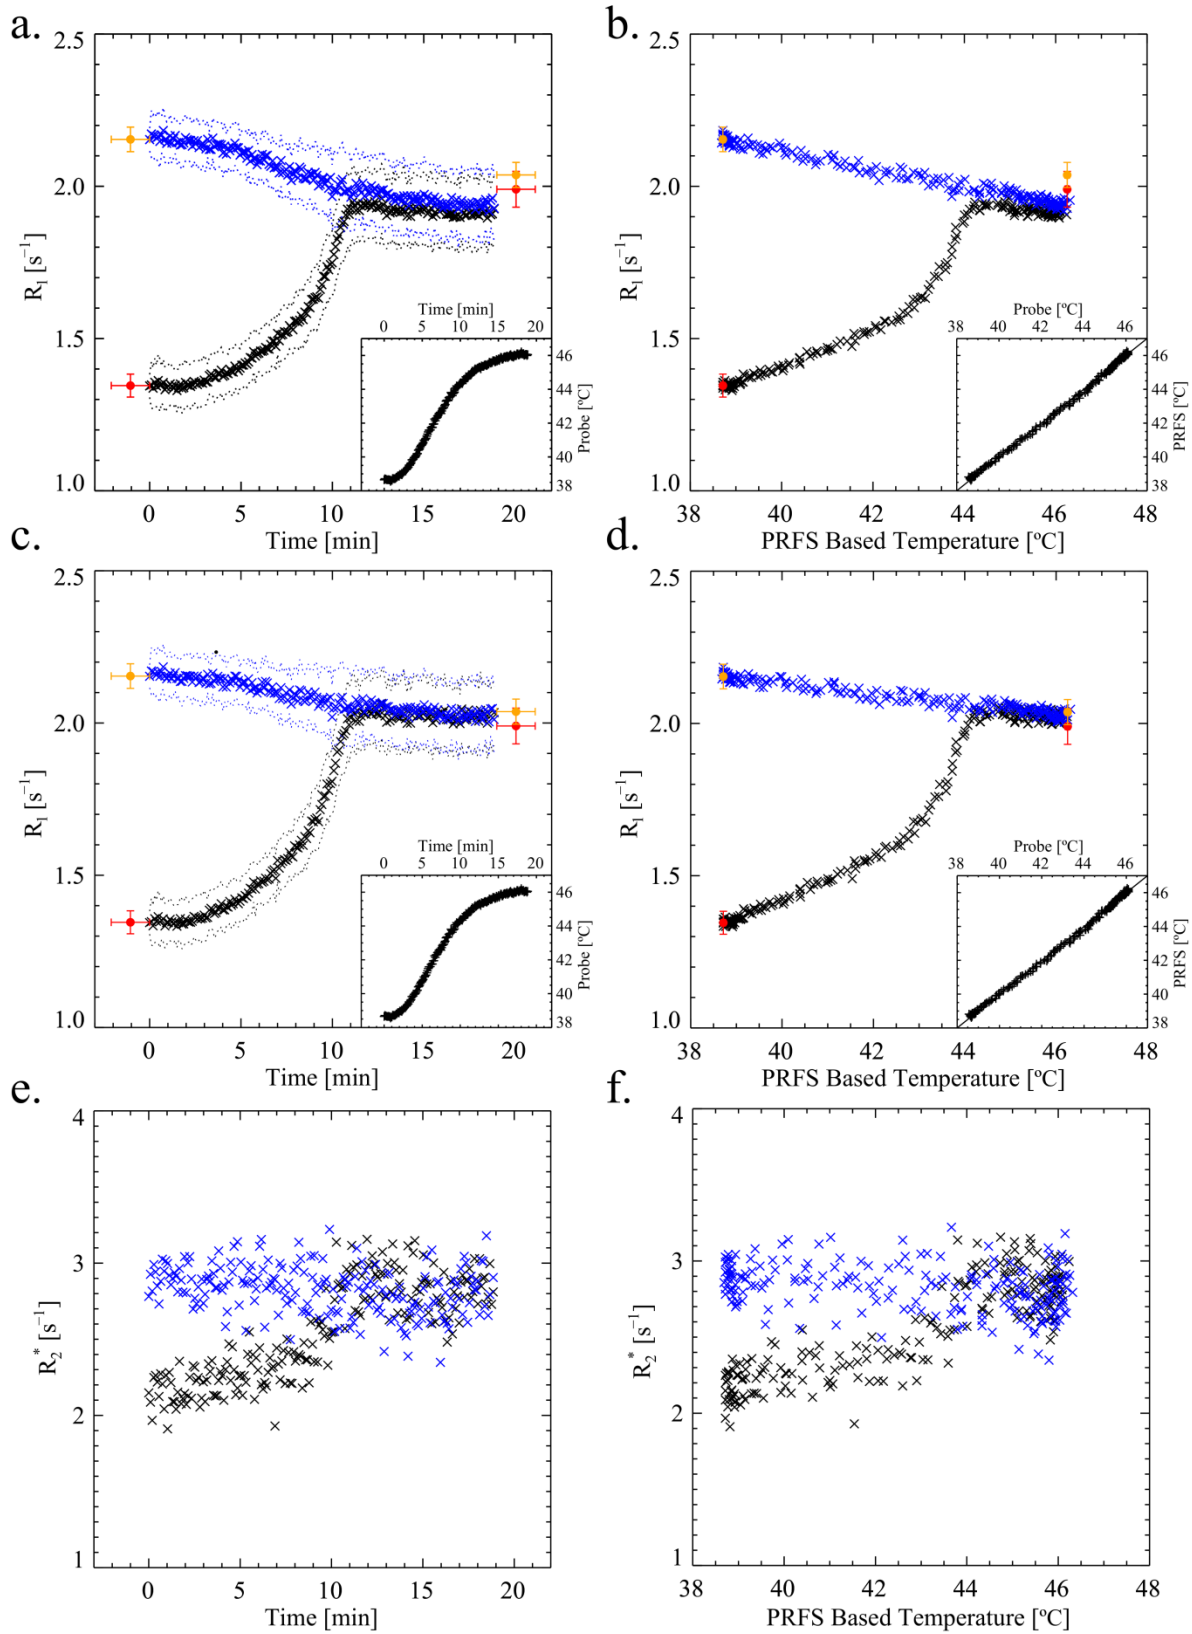 a.
2.5
2.0
1.5
1.0
R₁ [s⁻¹]
0 5 10 15 20
Time [min]
Time [min]
0 5 10 15 20
46
44
42
40
38
Probe [ºC]
b.
2.5
2.0
1.5
1.0
R₁ [s⁻¹]
38 40 42 44 46 48
PRFS Based Temperature [ºC]
Probe [ºC]
38 40 42 44 46
46
44
42
40
38
PRFS [ºC]
c.
2.5
2.0
1.5
1.0
R₁ [s⁻¹]
0 5 10 15 20
Time [min]
Time [min]
0 5 10 15 20
46
44
42
40
38
Probe [ºC]
d.
2.5
2.0
1.5
1.0
R₁ [s⁻¹]
38 40 42 44 46 48
PRFS Based Temperature [ºC]
Probe [ºC]
38 40 42 44 46
46
44
42
40
38
PRFS [ºC]
e.
4
3
2
1
R₂* [s⁻¹]
0 5 10 15 20
Time [min]
f.
4
3
2
1
R₂* [s⁻¹]
38 40 42 44 46 48
PRFS Based Temperature [ºC]